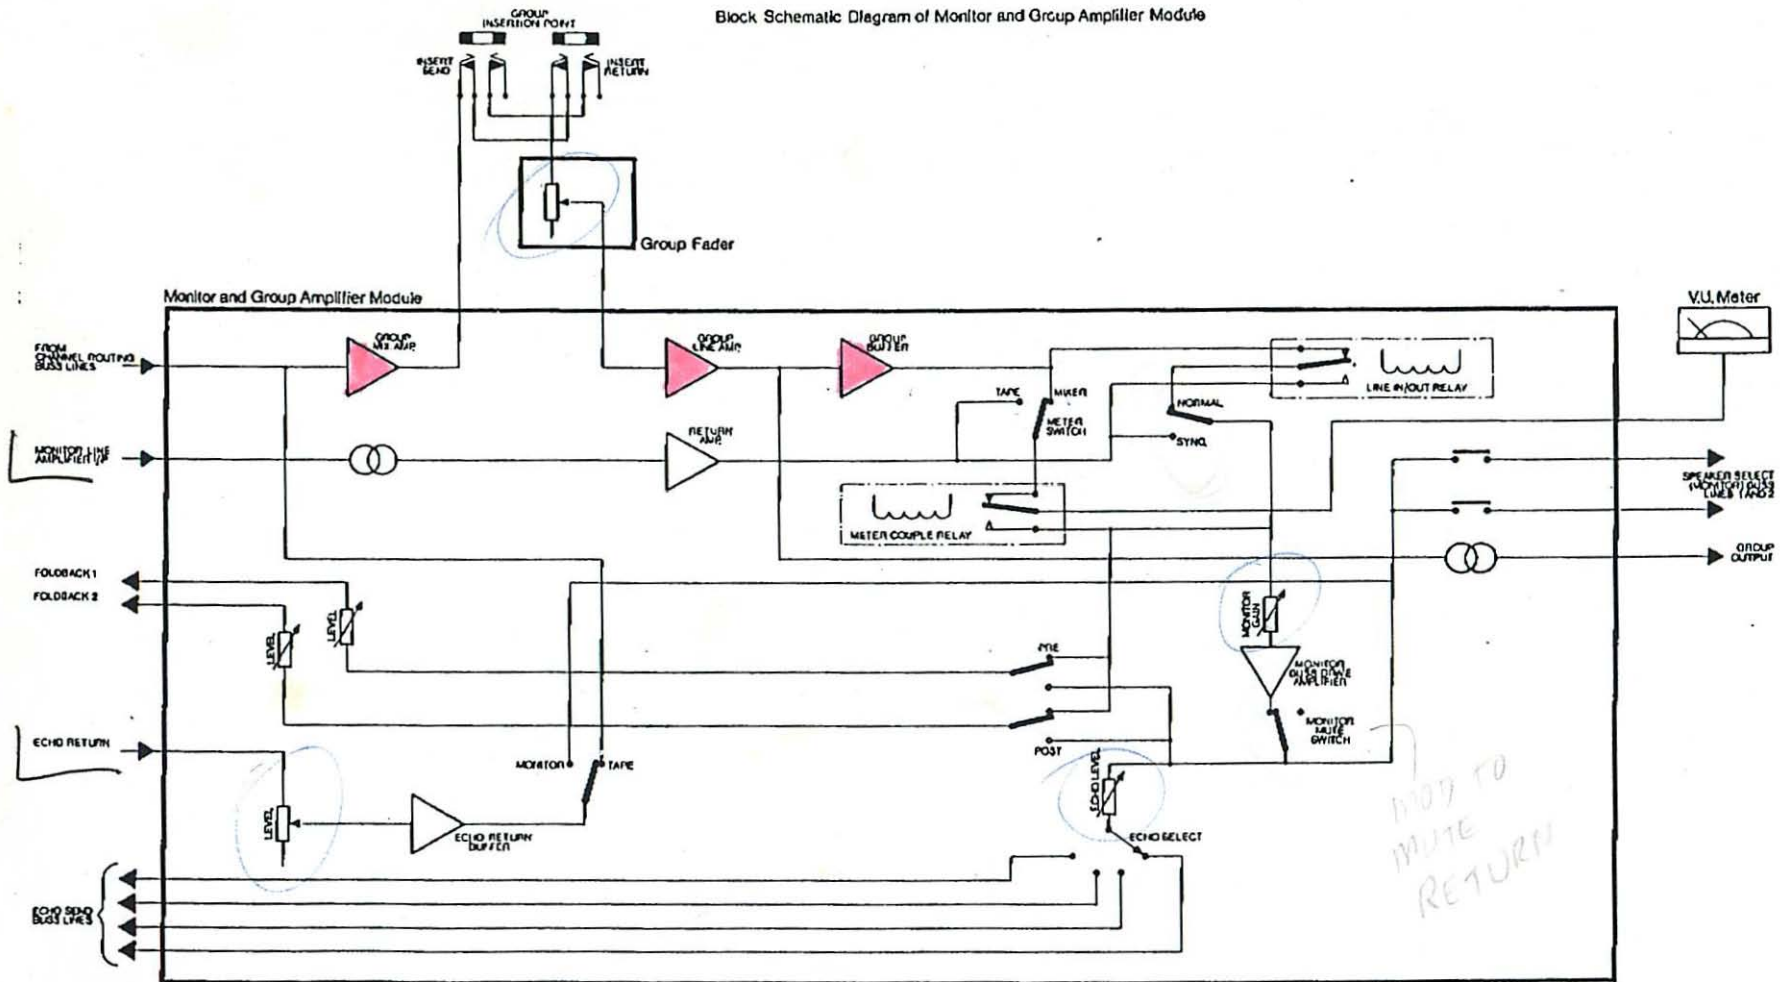 Block Schematic Diagram of Monitor and Group Amplifier Module
GROUP
INSERTION POINT
INSERT
SEND
INSERT
RETURN
Group Fader
Monitor and Group Amplifier Module
V.U. Meter
FROM
CHANNEL ROUTING
BUSS LINES
GROUP
MIX AMP.
GROUP
LINE AMP.
GROUP
BUFFER
LINE IN/OUT RELAY
TAPE
MIXER
METER
SWITCH
NORMAL
SYNC.
MONITOR LINE
AMPLIFIER I/P
RETURN
AMP.
METER COUPLE RELAY
SPEAKER SELECT
(MONITOR) BUSS
LINES 1 AND 2
GROUP
OUTPUT
FOLDBACK 1
FOLDBACK 2
LEVEL
LEVEL
MONITOR
GAIN
PRE
MONITOR
BUSS DRIVE
AMPLIFIER
MONITOR
MUTE
SWITCH
POST
ECHO RETURN
MONITOR
TAPE
LEVEL
ECHO RETURN
BUFFER
ECHO LEVEL
ECHO SELECT
MOD TO
MUTE
RETURN
ECHO SEND
BUSS LINES